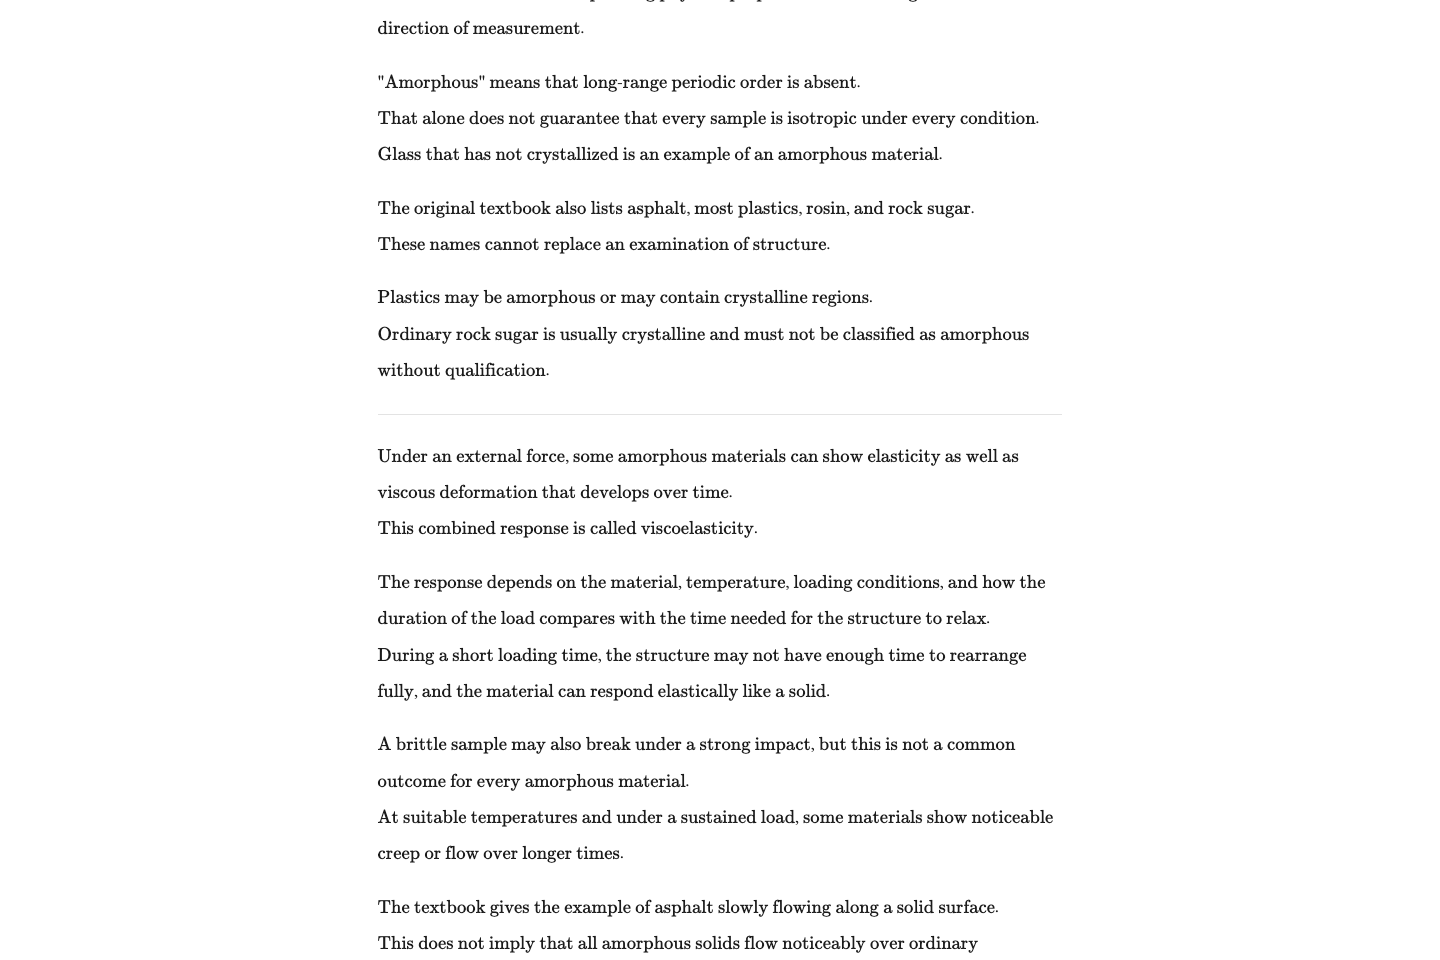 direction of measurement.
"Amorphous" means that long-range periodic order is absent.
That alone does not guarantee that every sample is isotropic under every condition.
Glass that has not crystallized is an example of an amorphous material.
The original textbook also lists asphalt, most plastics, rosin, and rock sugar.
These names cannot replace an examination of structure.
Plastics may be amorphous or may contain crystalline regions.
Ordinary rock sugar is usually crystalline and must not be classified as amorphous
without qualification.
Under an external force, some amorphous materials can show elasticity as well as
viscous deformation that develops over time.
This combined response is called viscoelasticity.
The response depends on the material, temperature, loading conditions, and how the
duration of the load compares with the time needed for the structure to relax.
During a short loading time, the structure may not have enough time to rearrange
fully, and the material can respond elastically like a solid.
A brittle sample may also break under a strong impact, but this is not a common
outcome for every amorphous material.
At suitable temperatures and under a sustained load, some materials show noticeable
creep or flow over longer times.
The textbook gives the example of asphalt slowly flowing along a solid surface.
This does not imply that all amorphous solids flow noticeably over ordinary